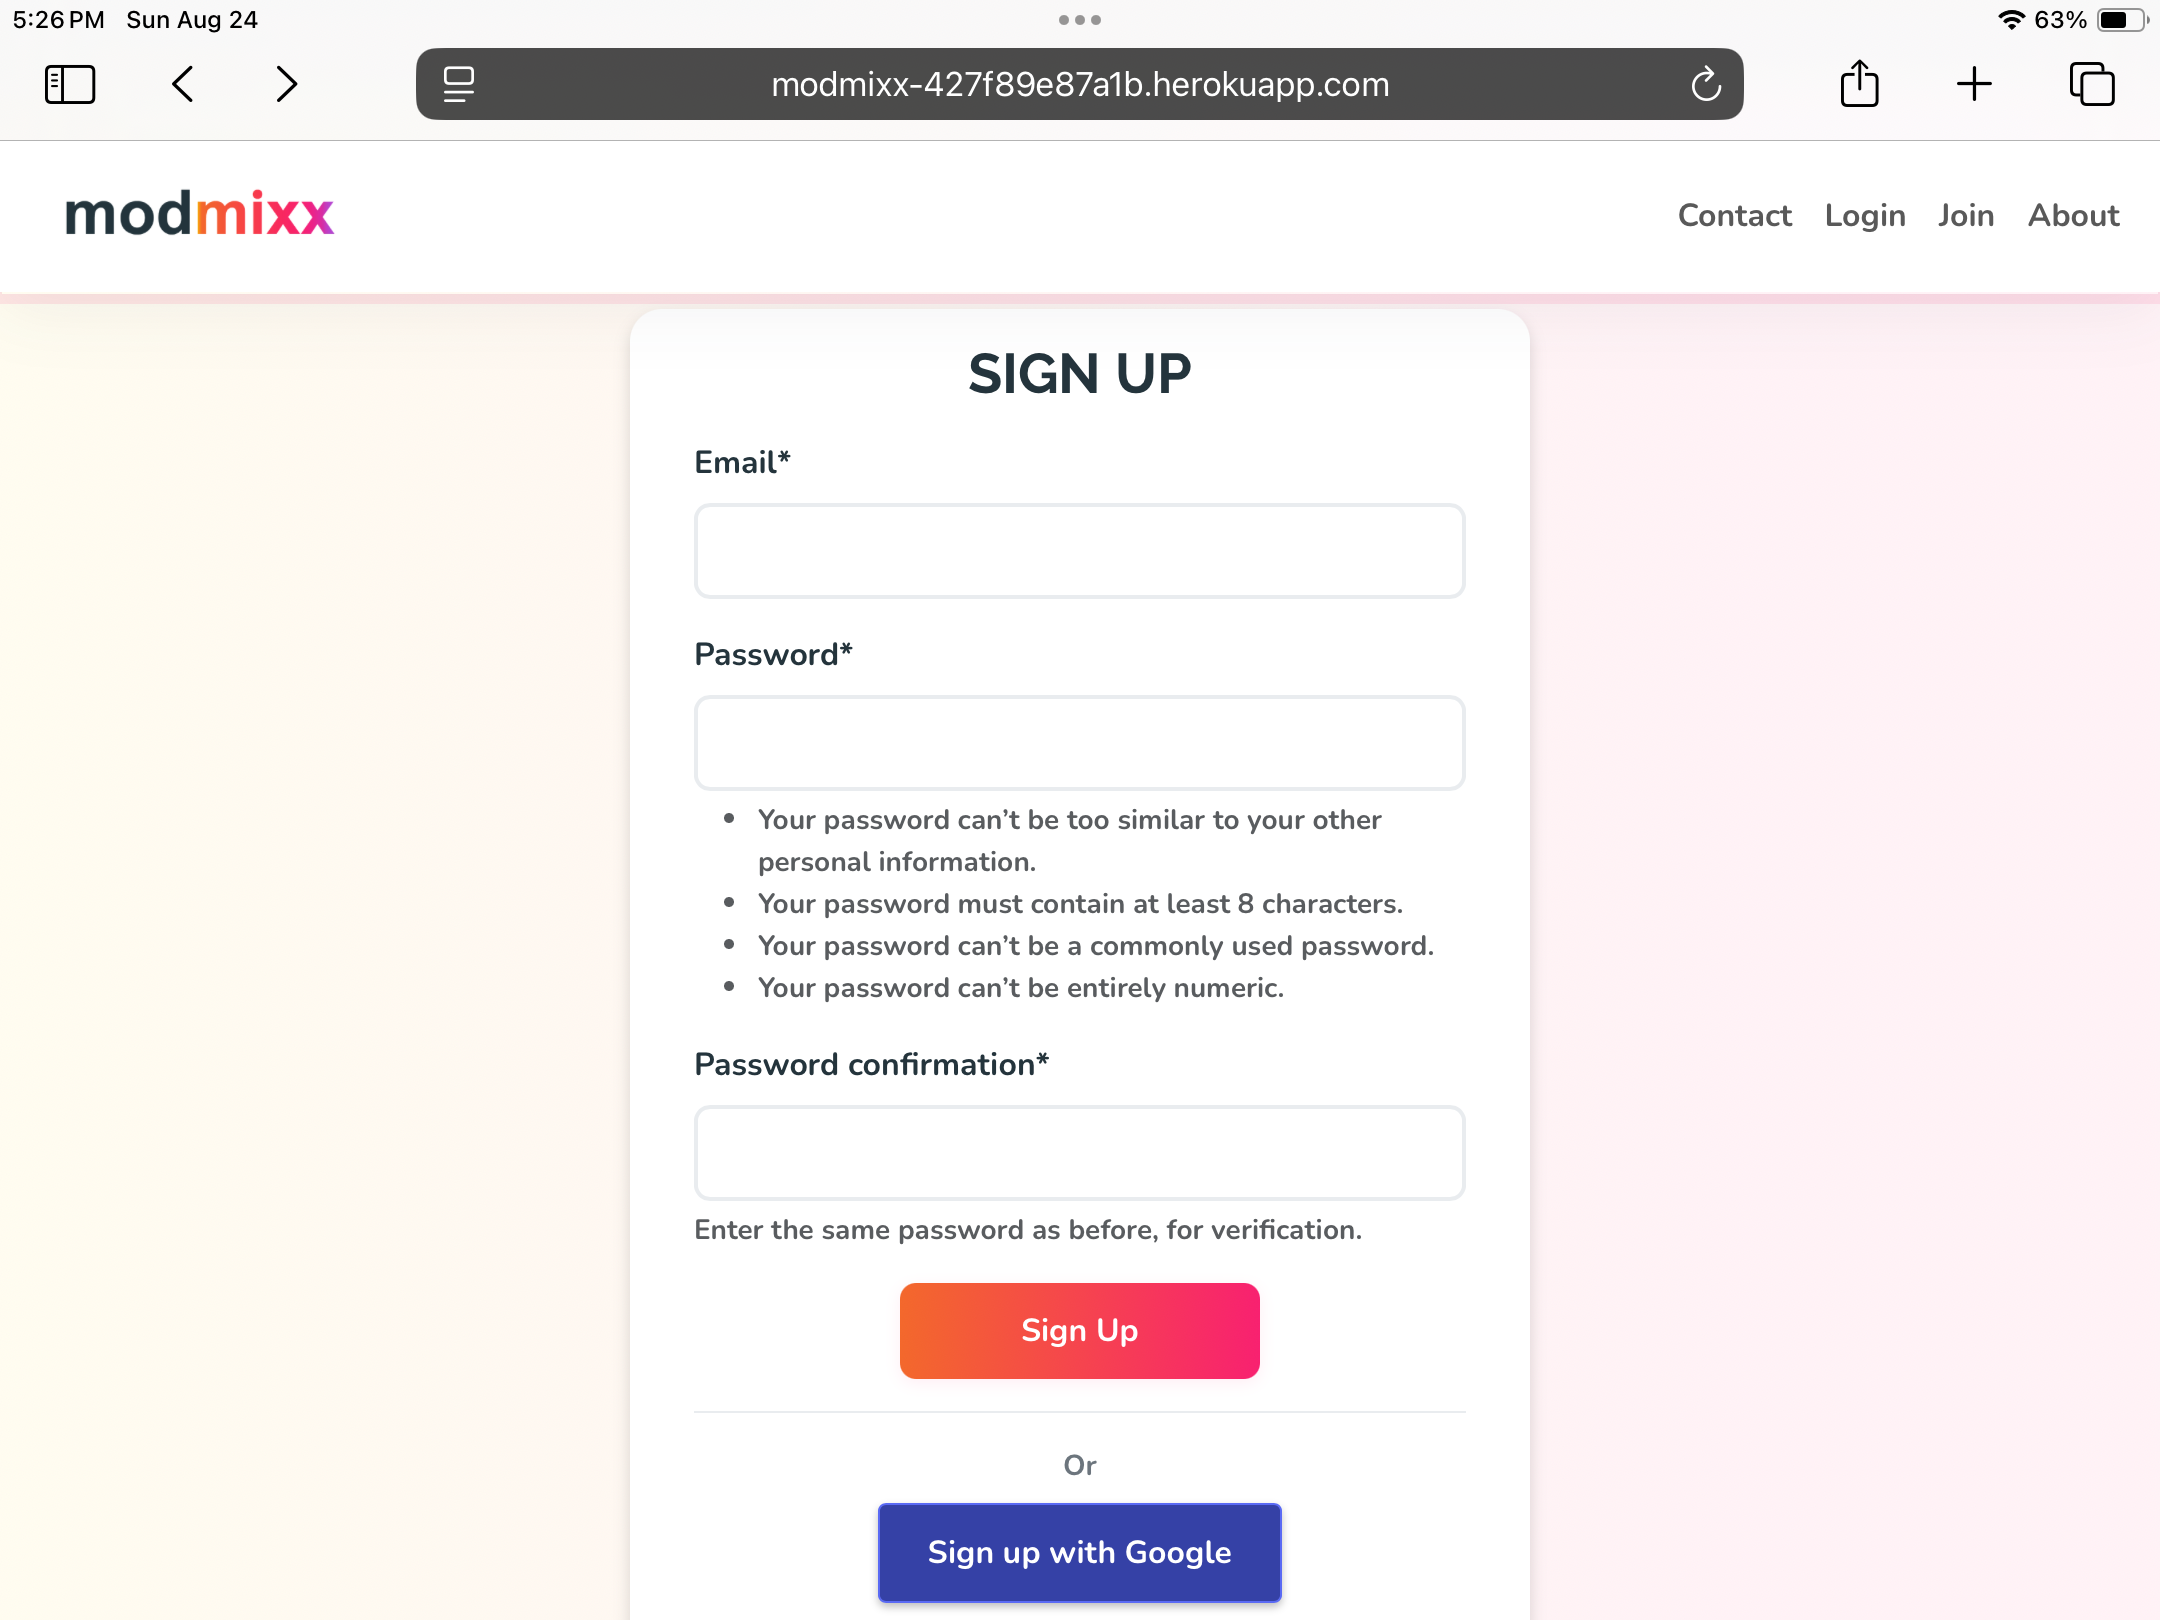 5:26 PM Sun Aug 24
63%
modmixx-427f89e87a1b.herokuapp.com
modmixx
Contact Login Join About
SIGN UP
Email*
Password*
• Your password can’t be too similar to your other
personal information.
• Your password must contain at least 8 characters.
• Your password can’t be a commonly used password.
• Your password can’t be entirely numeric.
Password confirmation*
Enter the same password as before, for verification.
Sign Up
Or
Sign up with Google